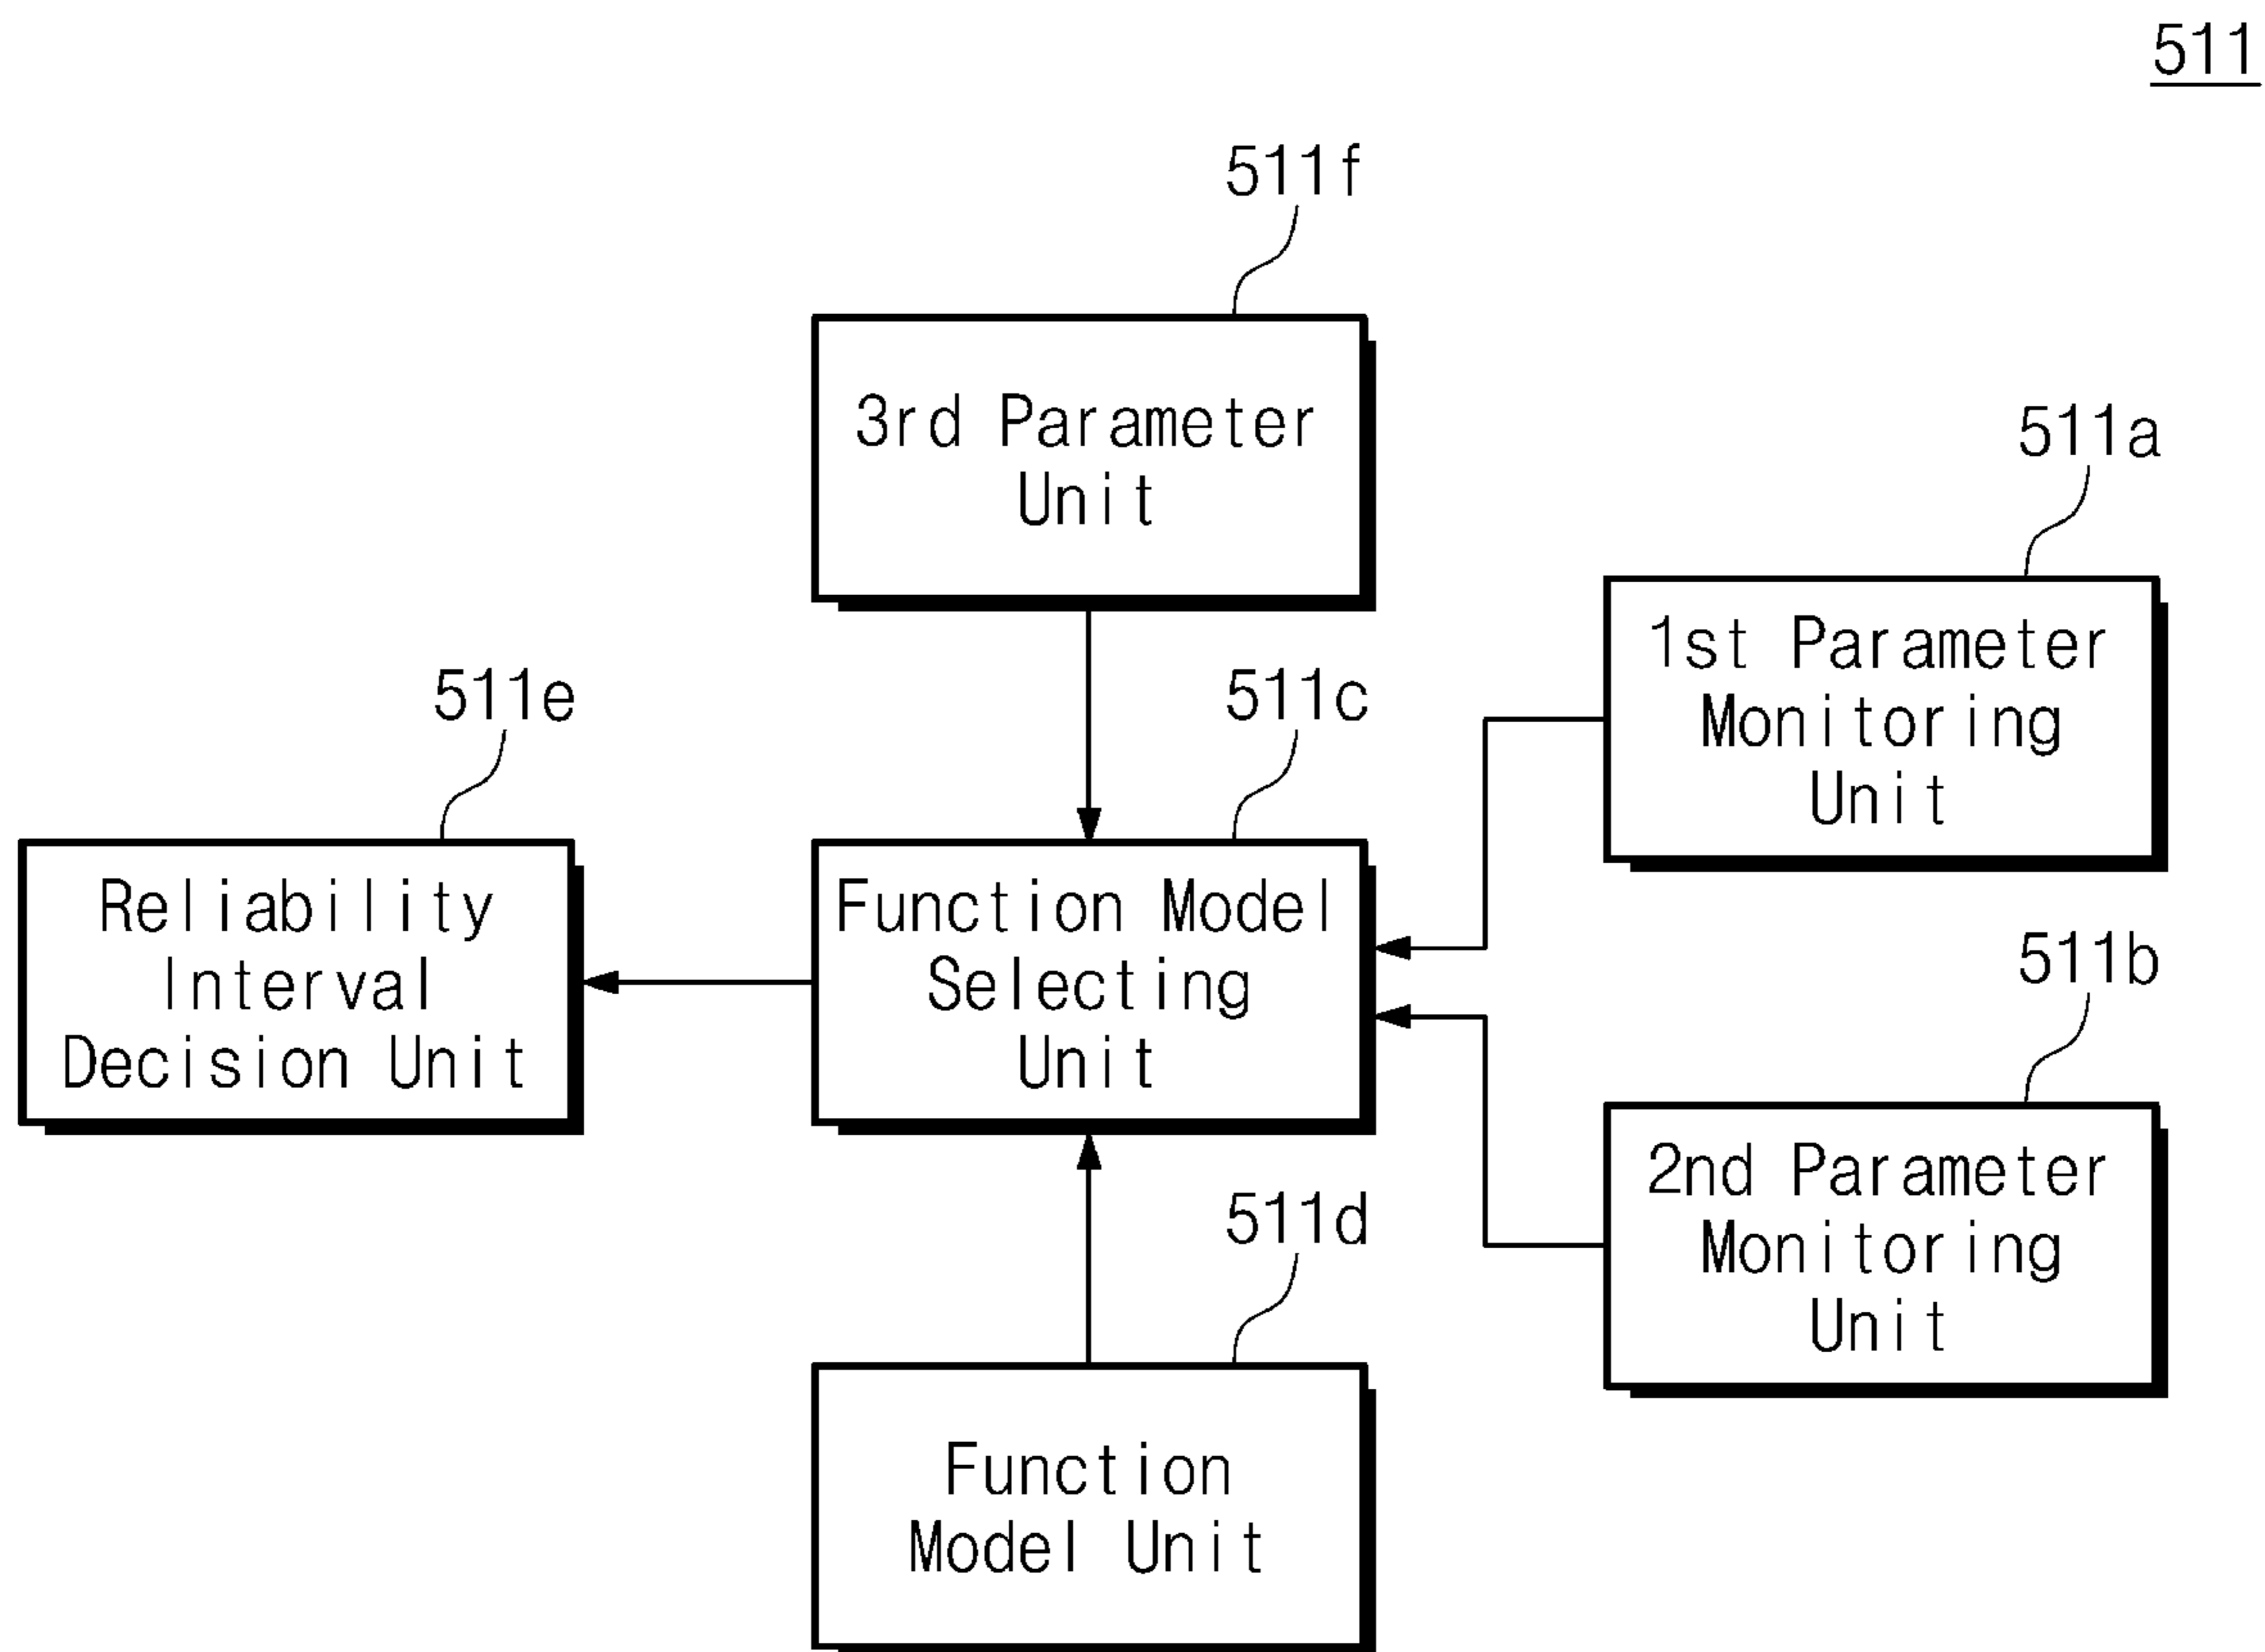 511
511f
3rd Parameter
Unit
511a
1st Parameter
Monitoring
Unit
511e
Reliability
Interval
Decision Unit
511c
Function Model
Selecting
Unit
511b
2nd Parameter
Monitoring
Unit
511d
Function
Model Unit